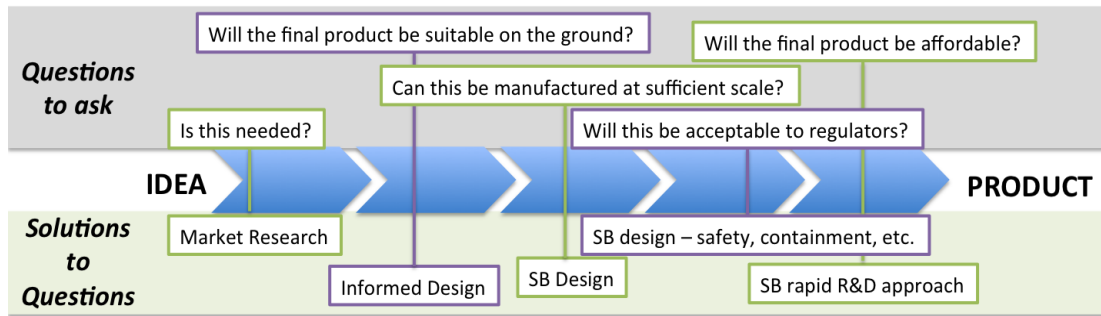 Will the final product be suitable on the ground?
Will the final product be affordable?
Questions
to ask
Can this be manufactured at sufficient scale?
Is this needed?
Will this be acceptable to regulators?
IDEA
PRODUCT
Solutions
to
Questions
Market Research
SB design – safety, containment, etc.
Informed Design
SB Design
SB rapid R&D approach